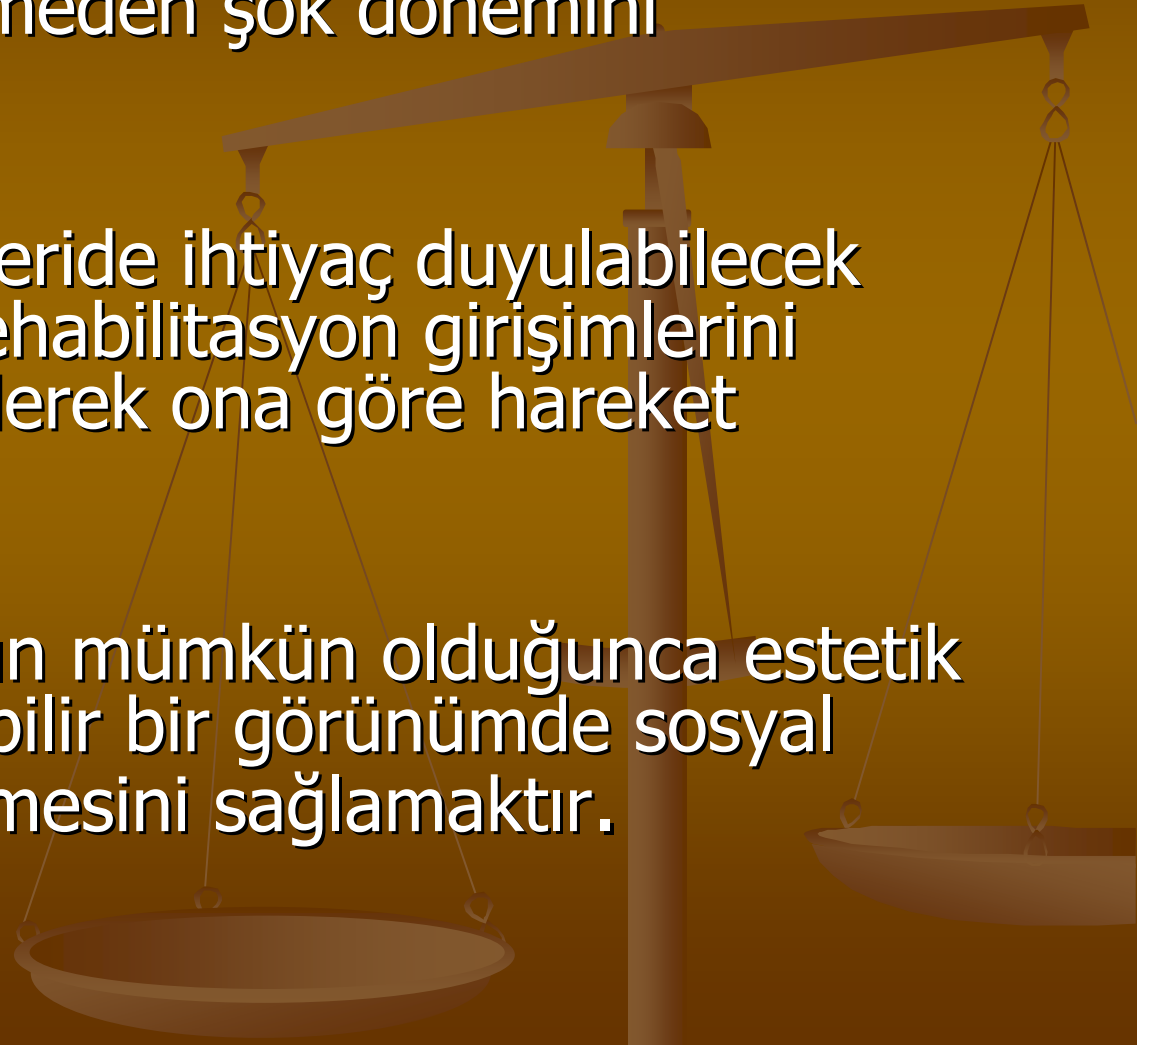 meden şok dönemini
eride ihtiyaç duyulabilecek
ehabilitasyon girişimlerini
lerek ona göre hareket
ün mümkün olduğunca estetik
bilir bir görünümde sosyal
mesini sağlamaktır.